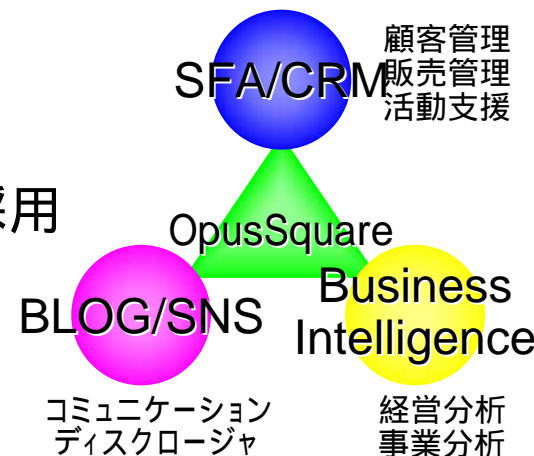 SFA/CRM
顧客管理
販売管理
活動支援
採用
OpusSquare
BLOG/SNS
Business
Intelligence
コミュニケーション
ディスクロージャ
経営分析
事業分析